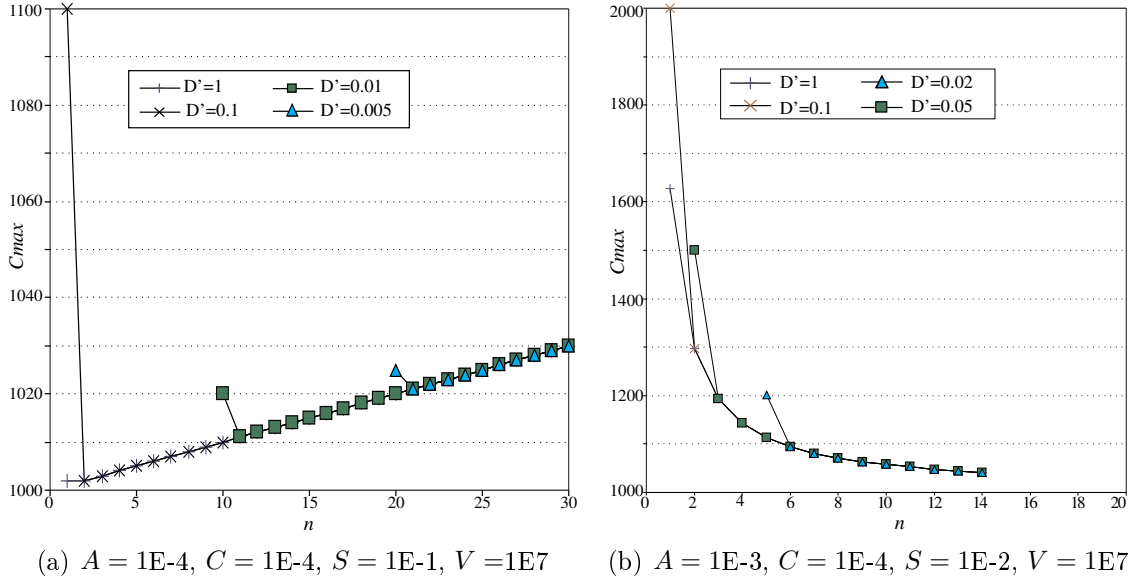 1100
1080
1060
1040
1020
1000
Cmax
D'=1
D'=0.01
D'=0.1
D'=0.005
0 5 10 15 20 25 30
n
(a) A = 1E-4, C = 1E-4, S = 1E-1, V =1E7
2000
1800
1600
1400
1200
1000
Cmax
D'=1
D'=0.02
D'=0.1
D'=0.05
0 2 4 6 8 10 12 14 16 18 20
n
(b) A = 1E-3, C = 1E-4, S = 1E-2, V = 1E7